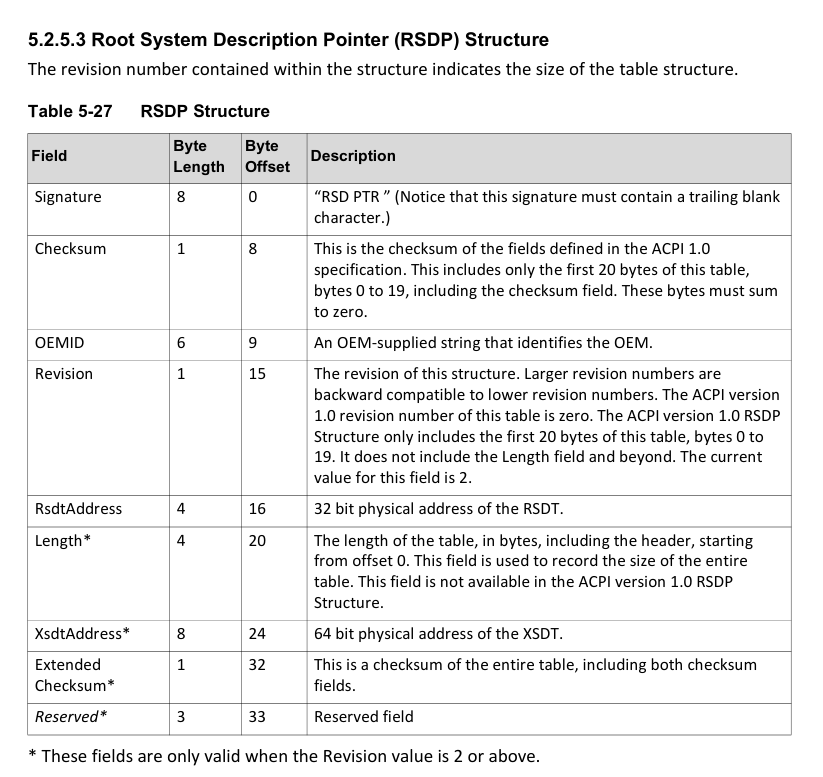 5.2.5.3 Root System Description Pointer (RSDP) Structure
The revision number contained within the structure indicates the size of the table structure.
Table 5-27 RSDP Structure
Field Byte Length Byte Offset Description
Signature 8 0 “RSD PTR ” (Notice that this signature must contain a trailing blank
character.)
Checksum 1 8 This is the checksum of the fields defined in the ACPI 1.0
specification. This includes only the first 20 bytes of this table,
bytes 0 to 19, including the checksum field. These bytes must sum
to zero.
OEMID 6 9 An OEM-supplied string that identifies the OEM.
Revision 1 15 The revision of this structure. Larger revision numbers are
backward compatible to lower revision numbers. The ACPI version
1.0 revision number of this table is zero. The ACPI version 1.0 RSDP
Structure only includes the first 20 bytes of this table, bytes 0 to
19. It does not include the Length field and beyond. The current
value for this field is 2.
RsdtAddress 4 16 32 bit physical address of the RSDT.
Length* 4 20 The length of the table, in bytes, including the header, starting
from offset 0. This field is used to record the size of the entire
table. This field is not available in the ACPI version 1.0 RSDP
Structure.
XsdtAddress* 8 24 64 bit physical address of the XSDT.
Extended Checksum* 1 32 This is a checksum of the entire table, including both checksum
fields.
Reserved* 3 33 Reserved field
* These fields are only valid when the Revision value is 2 or above.